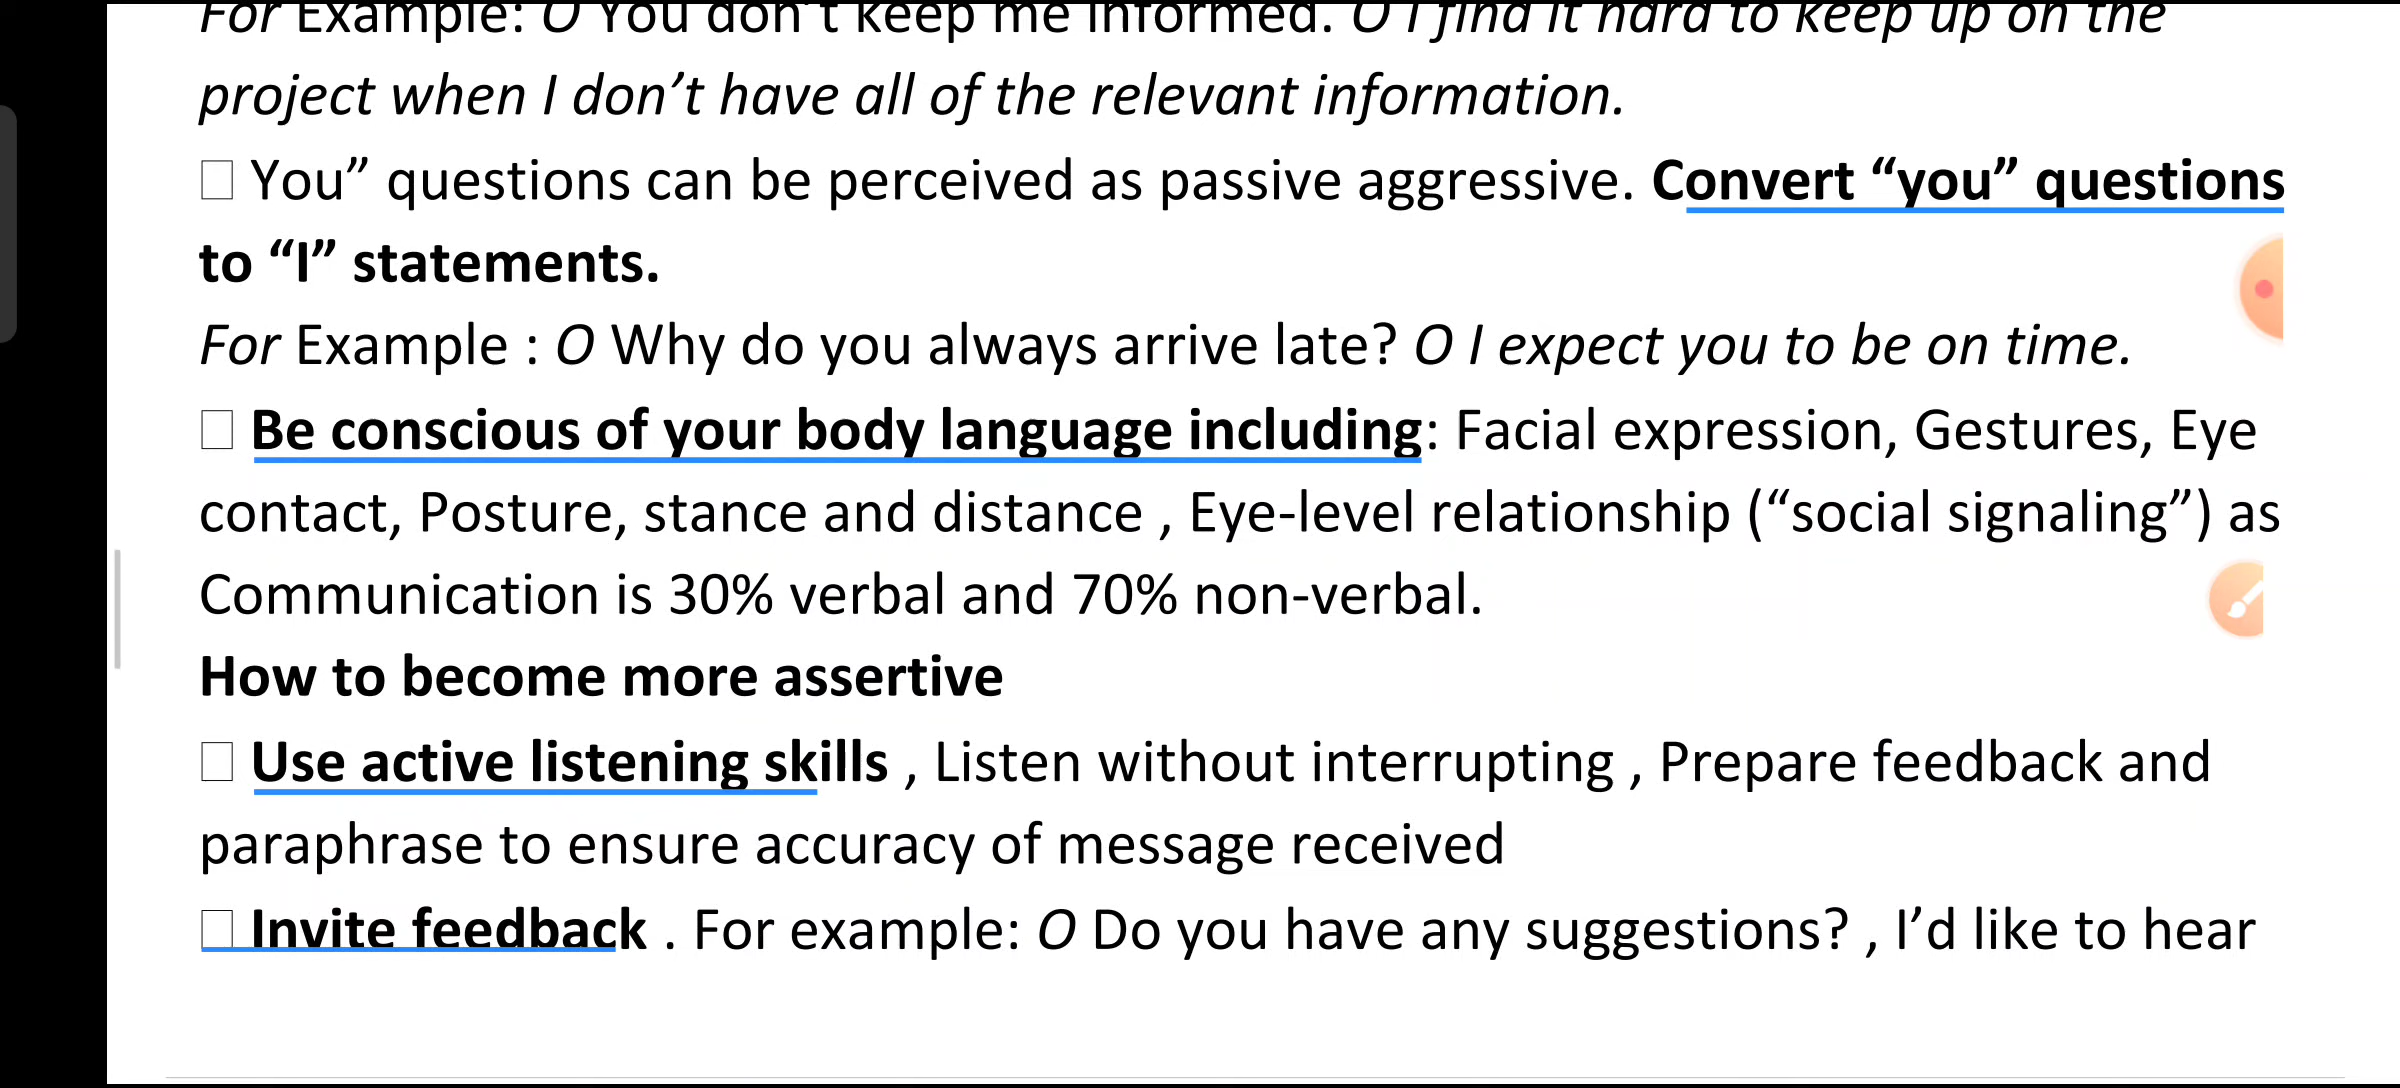 For Example: O You don't keep me informed. O I find it hard to keep up on the
project when I don’t have all of the relevant information.
□ You” questions can be perceived as passive aggressive. Convert “you” questions
to “I” statements.
For Example : O Why do you always arrive late? O I expect you to be on time.
□ Be conscious of your body language including: Facial expression, Gestures, Eye
contact, Posture, stance and distance , Eye-level relationship (“social signaling”) as
Communication is 30% verbal and 70% non-verbal.
How to become more assertive
□ Use active listening skills , Listen without interrupting , Prepare feedback and
paraphrase to ensure accuracy of message received
□ Invite feedback . For example: O Do you have any suggestions? , I’d like to hear